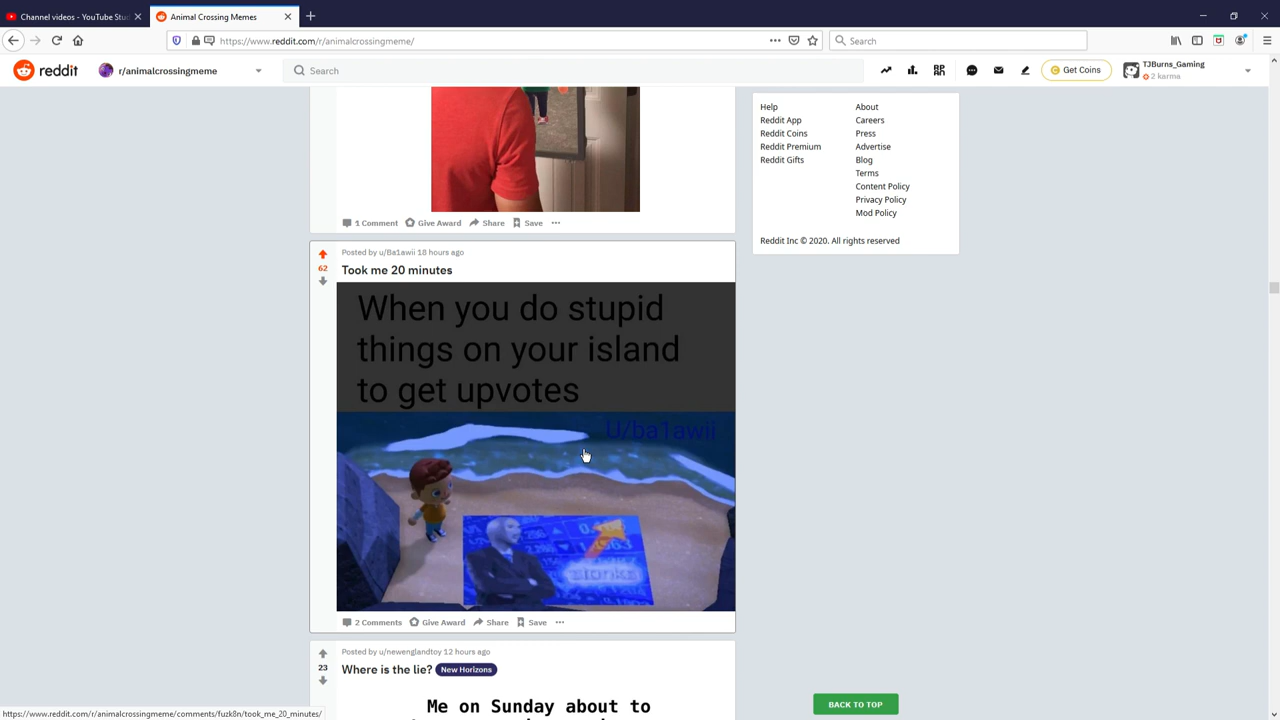 Channel videos - YouTube Stud
Animal Crossing Memes
https://www.reddit.com/r/animalcrossingmeme/
Search
reddit
r/animalcrossingmeme
Search
Get Coins
TJBurns_Gaming
2 karma
Help
About
Reddit App
Careers
Reddit Coins
Press
Reddit Premium
Advertise
Reddit Gifts
Blog
Terms
Content Policy
Privacy Policy
Mod Policy
Reddit Inc © 2020. All rights reserved
1 Comment
Give Award
Share
Save
Posted by u/Ba1awii 18 hours ago
62
Took me 20 minutes
When you do stupid
things on your island
to get upvotes
U/ba1awii
stonks
2 Comments
Give Award
Share
Save
Posted by u/newenglandtoy 12 hours ago
23
Where is the lie?
New Horizons
Me on Sunday about to
BACK TO TOP
https://www.reddit.com/r/animalcrossingmeme/comments/fuzk8n/took_me_20_minutes/